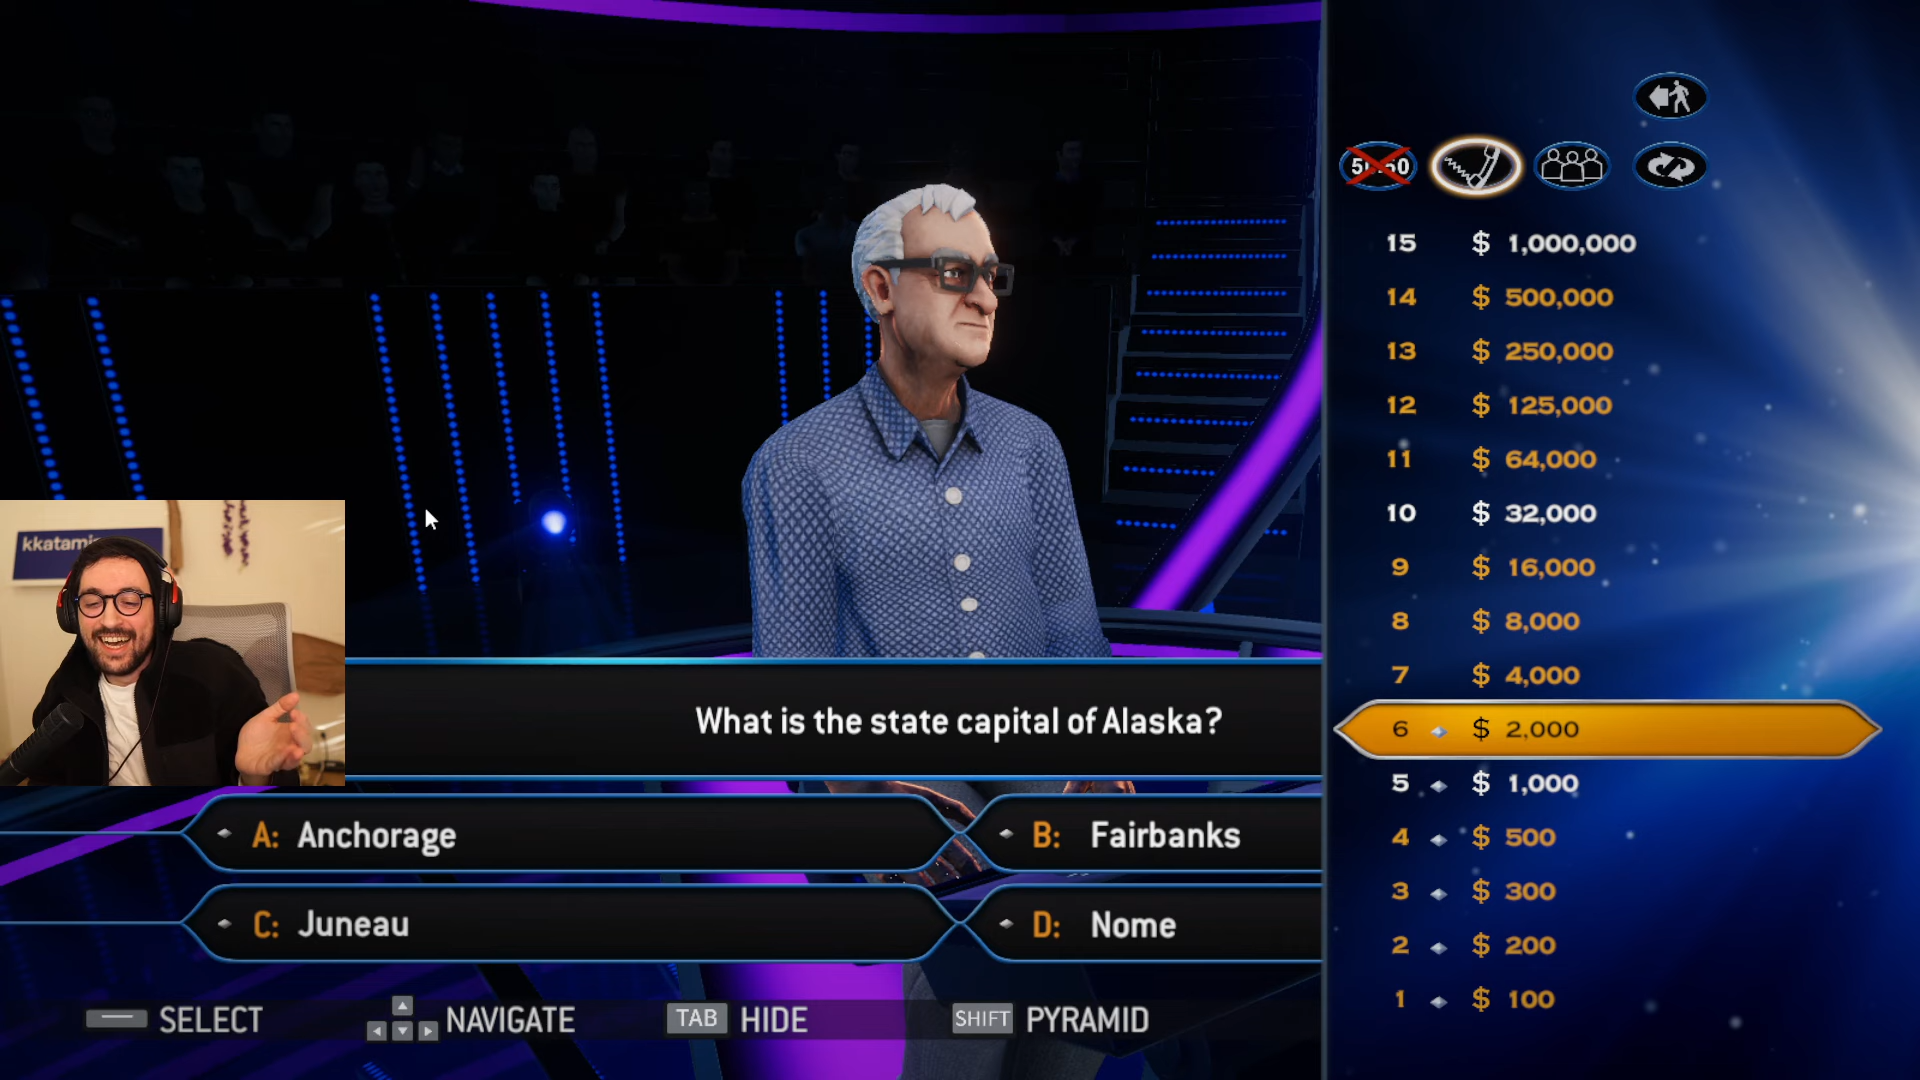 50:50
15 $ 1,000,000
14 $ 500,000
13 $ 250,000
12 $ 125,000
11 $ 64,000
10 $ 32,000
9 $ 16,000
8 $ 8,000
7 $ 4,000
6 $ 2,000
5 $ 1,000
4 $ 500
3 $ 300
2 $ 200
1 $ 100
What is the state capital of Alaska?
A: Anchorage
B: Fairbanks
C: Juneau
D: Nome
SELECT
NAVIGATE
TAB HIDE
SHIFT PYRAMID